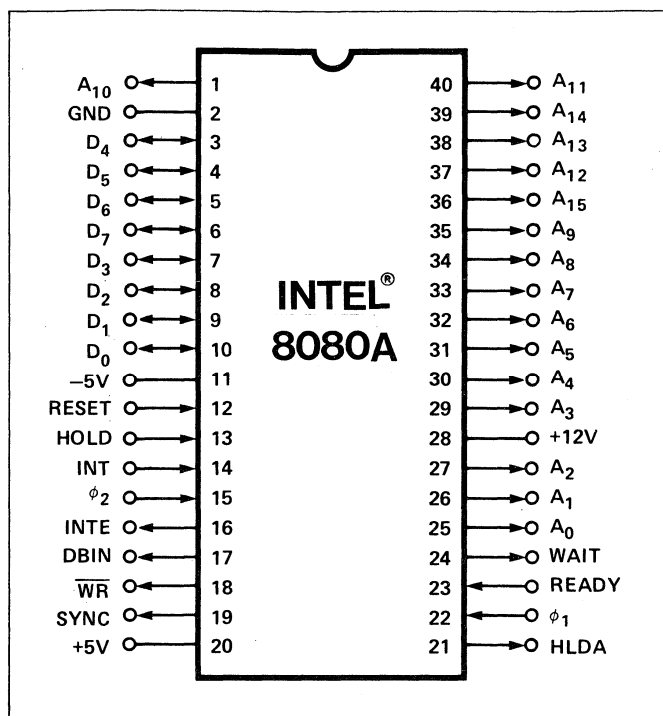 A₁₀ 1 40 A₁₁
GND 2 39 A₁₄
D₄ 3 38 A₁₃
D₅ 4 37 A₁₂
D₆ 5 36 A₁₅
D₇ 6 35 A₉
D₃ 7 34 A₈
D₂ 8 33 A₇
INTEL®
D₁ 9 32 A₆
8080A
D₀ 10 31 A₅
–5V 11 30 A₄
RESET 12 29 A₃
HOLD 13 28 +12V
INT 14 27 A₂
ϕ₂ 15 26 A₁
INTE 16 25 A₀
DBIN 17 24 WAIT
W̅R̅ 18 23 READY
SYNC 19 22 ϕ₁
+5V 20 21 HLDA